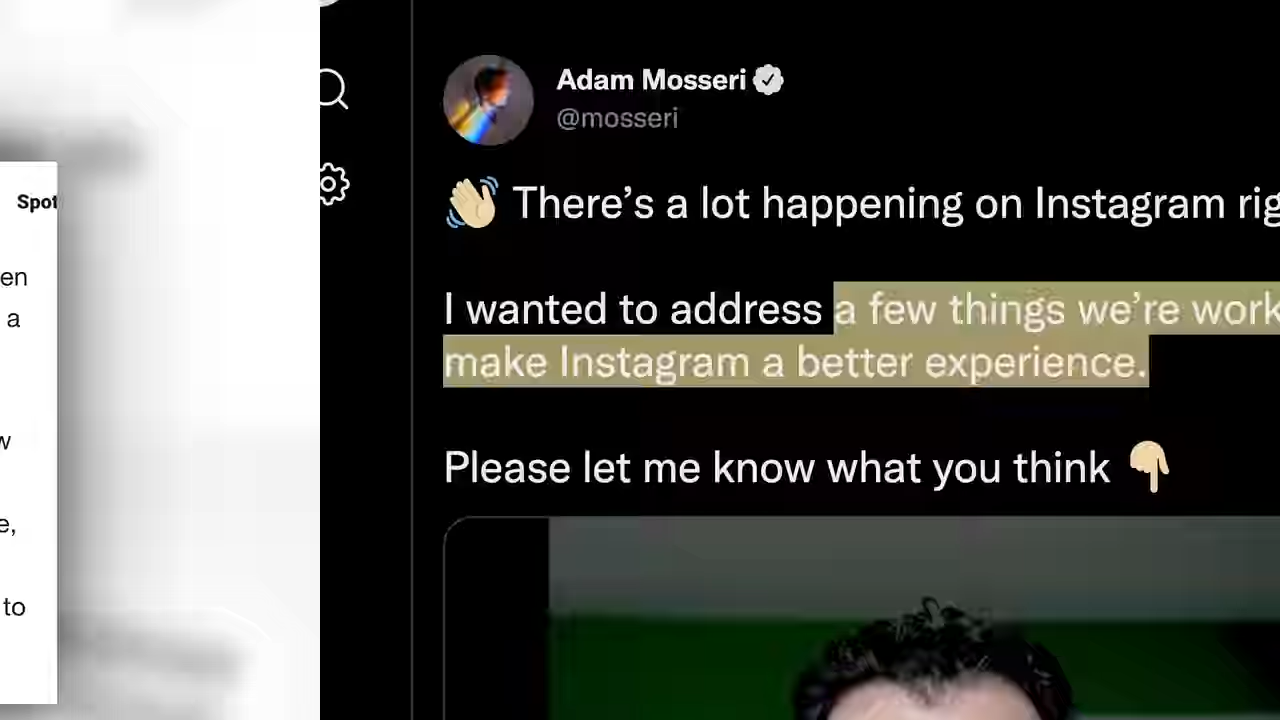 Spot
en
a
w
e,
to
Adam Mosseri
@mosseri
👋🏼 There’s a lot happening on Instagram rig
I wanted to address a few things we’re work
make Instagram a better experience.
Please let me know what you think 👇🏼